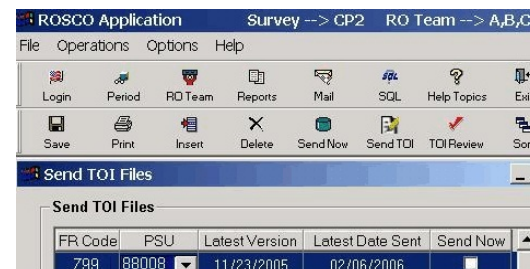 ROSCO Application Survey --> CP2 RO Team --> A,B,C
File Operations Options Help
Login Period RO Team Reports Mail SQL Help Topics Exi
Save Print Insert Delete Send Now Send TOI TOI Review Sor
Send TOI Files
Send TOI Files
FR Code PSU Latest Version Latest Date Sent Send Now
799 88008 11/23/2005 02/06/2006